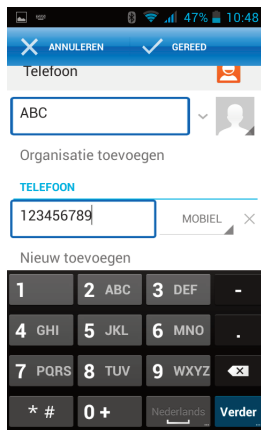 47% 10:48
ANNULEREN GEREED
Telefoon
ABC
Organisatie toevoegen
TELEFOON
123456789 MOBIEL
Nieuw toevoegen
1 2 ABC 3 DEF -
4 GHI 5 JKL 6 MNO .
7 PQRS 8 TUV 9 WXYZ
* # 0 + Nederlands Verder